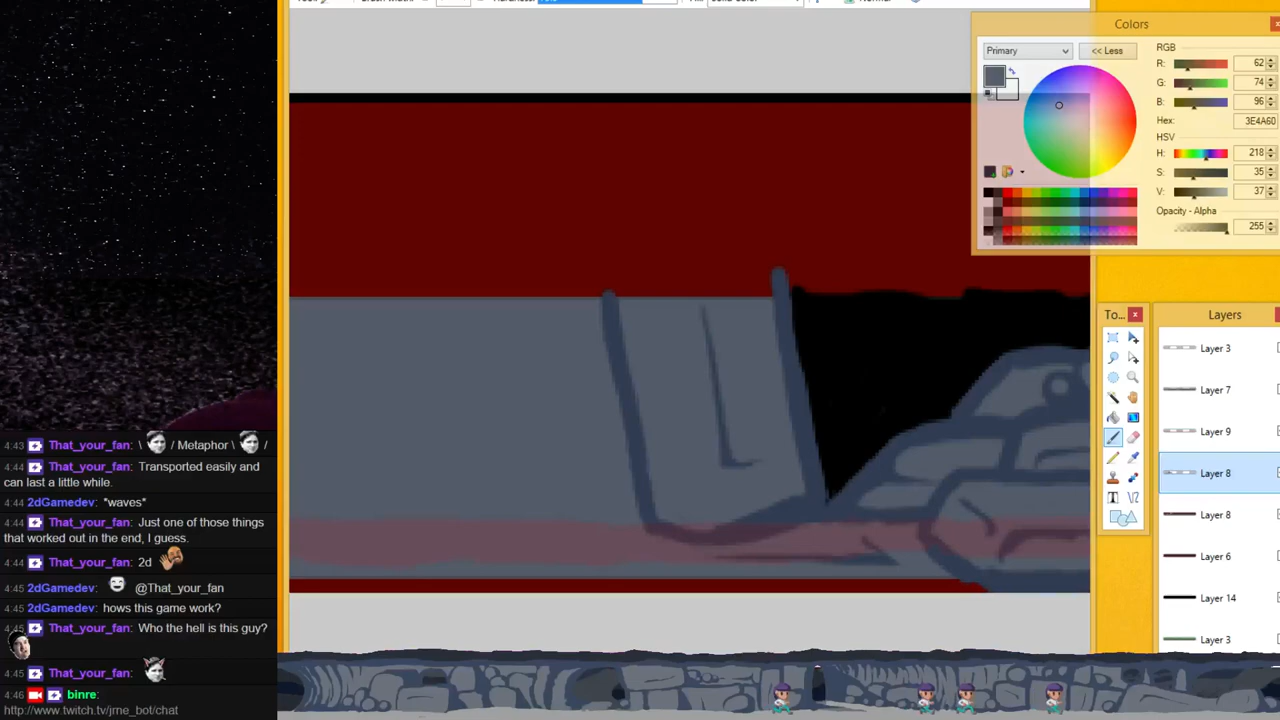 Primary
<< Less
Colors
RGB
R: 62
G: 74
B: 96
Hex: 3E4A60
HSV
H: 218
S: 35
V: 37
Opacity - Alpha
255
To...
Layers
Layer 3
Layer 7
Layer 9
Layer 8
Layer 8
Layer 6
Layer 14
Layer 3
4:43 That_your_fan: \ / Metaphor \ /
4:44 That_your_fan: Transported easily and
can last a little while.
4:44 2dGamedev: *waves*
4:44 That_your_fan: Just one of those things
that worked out in the end, I guess.
4:44 That_your_fan: 2d
4:45 2dGamedev: @That_your_fan
4:45 2dGamedev: hows this game work?
4:45 That_your_fan: Who the hell is this guy?
4:45 That_your_fan:
4:46 binre:
http://www.twitch.tv/jrne_bot/chat